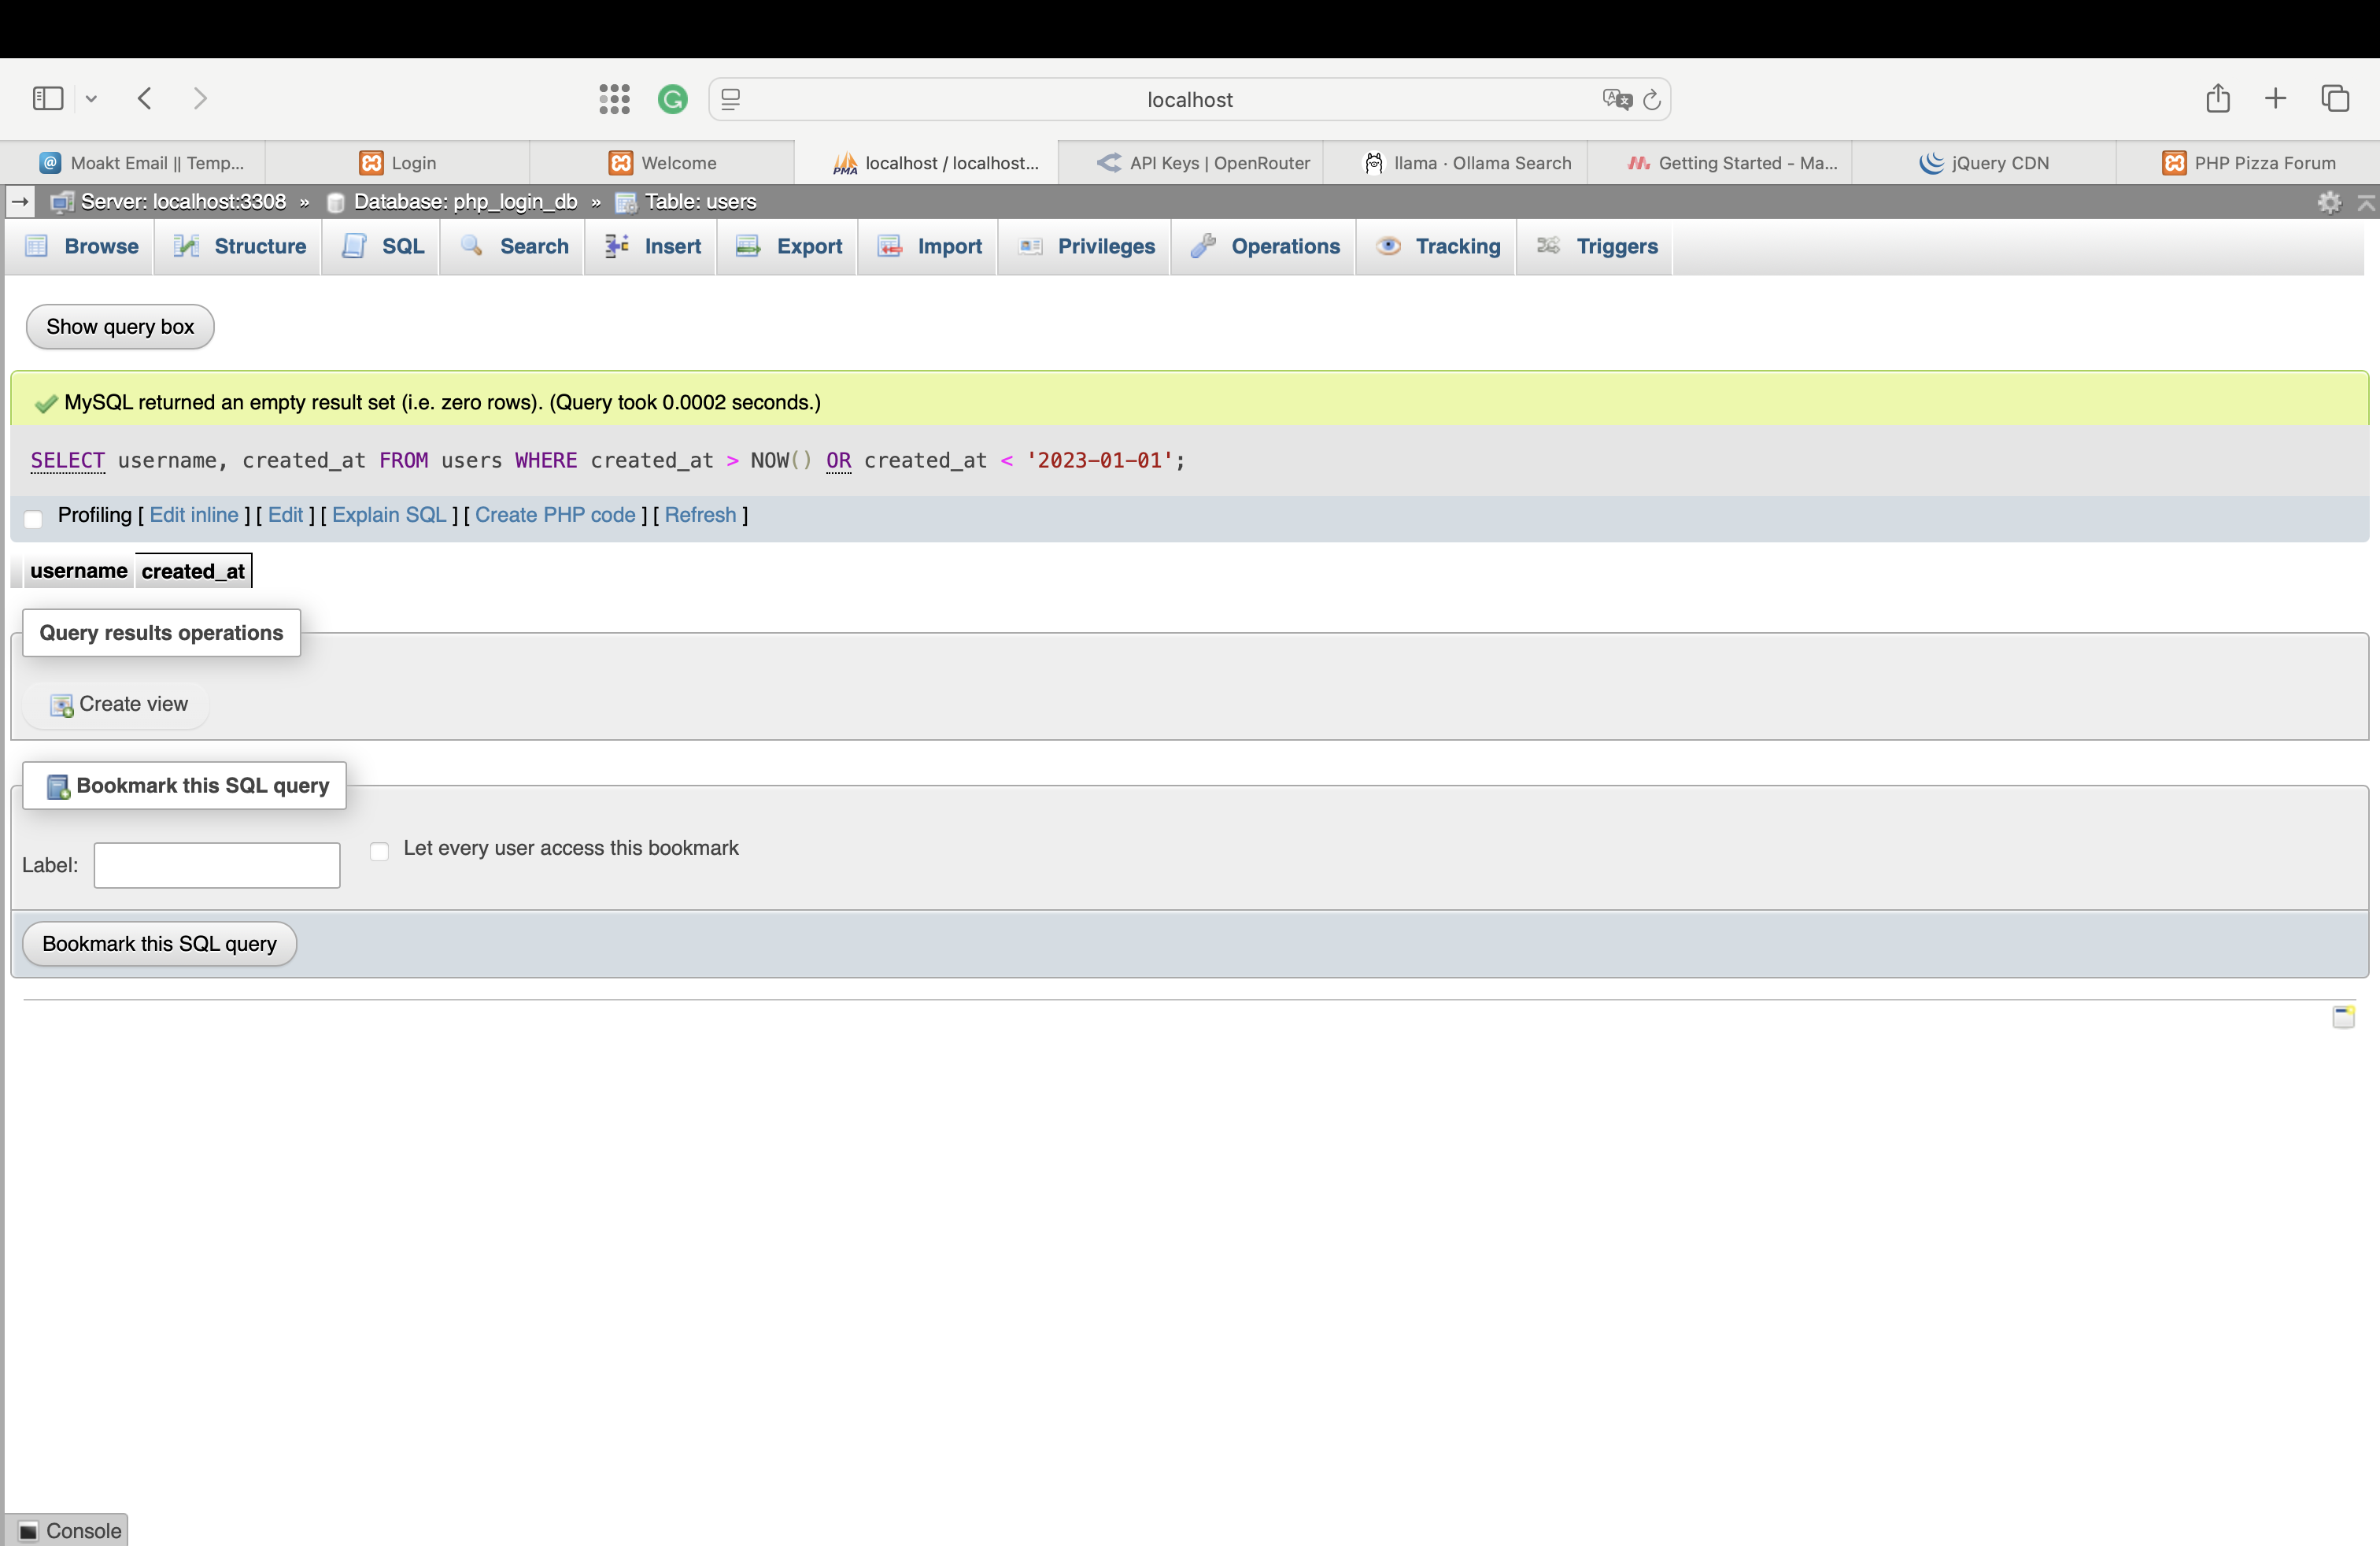 localhost
Moakt Email || Temp...
Login
Welcome
localhost / localhost...
API Keys | OpenRouter
llama · Ollama Search
Getting Started - Ma...
jQuery CDN
PHP Pizza Forum
Server: localhost:3308 » Database: php_login_db » Table: users
Browse Structure SQL Search Insert Export Import Privileges Operations Tracking Triggers
Show query box
MySQL returned an empty result set (i.e. zero rows). (Query took 0.0002 seconds.)
SELECT username, created_at FROM users WHERE created_at > NOW() OR created_at < '2023-01-01';
Profiling [ Edit inline ] [ Edit ] [ Explain SQL ] [ Create PHP code ] [ Refresh ]
username created_at
Query results operations
Create view
Bookmark this SQL query
Label:
Let every user access this bookmark
Bookmark this SQL query
Console